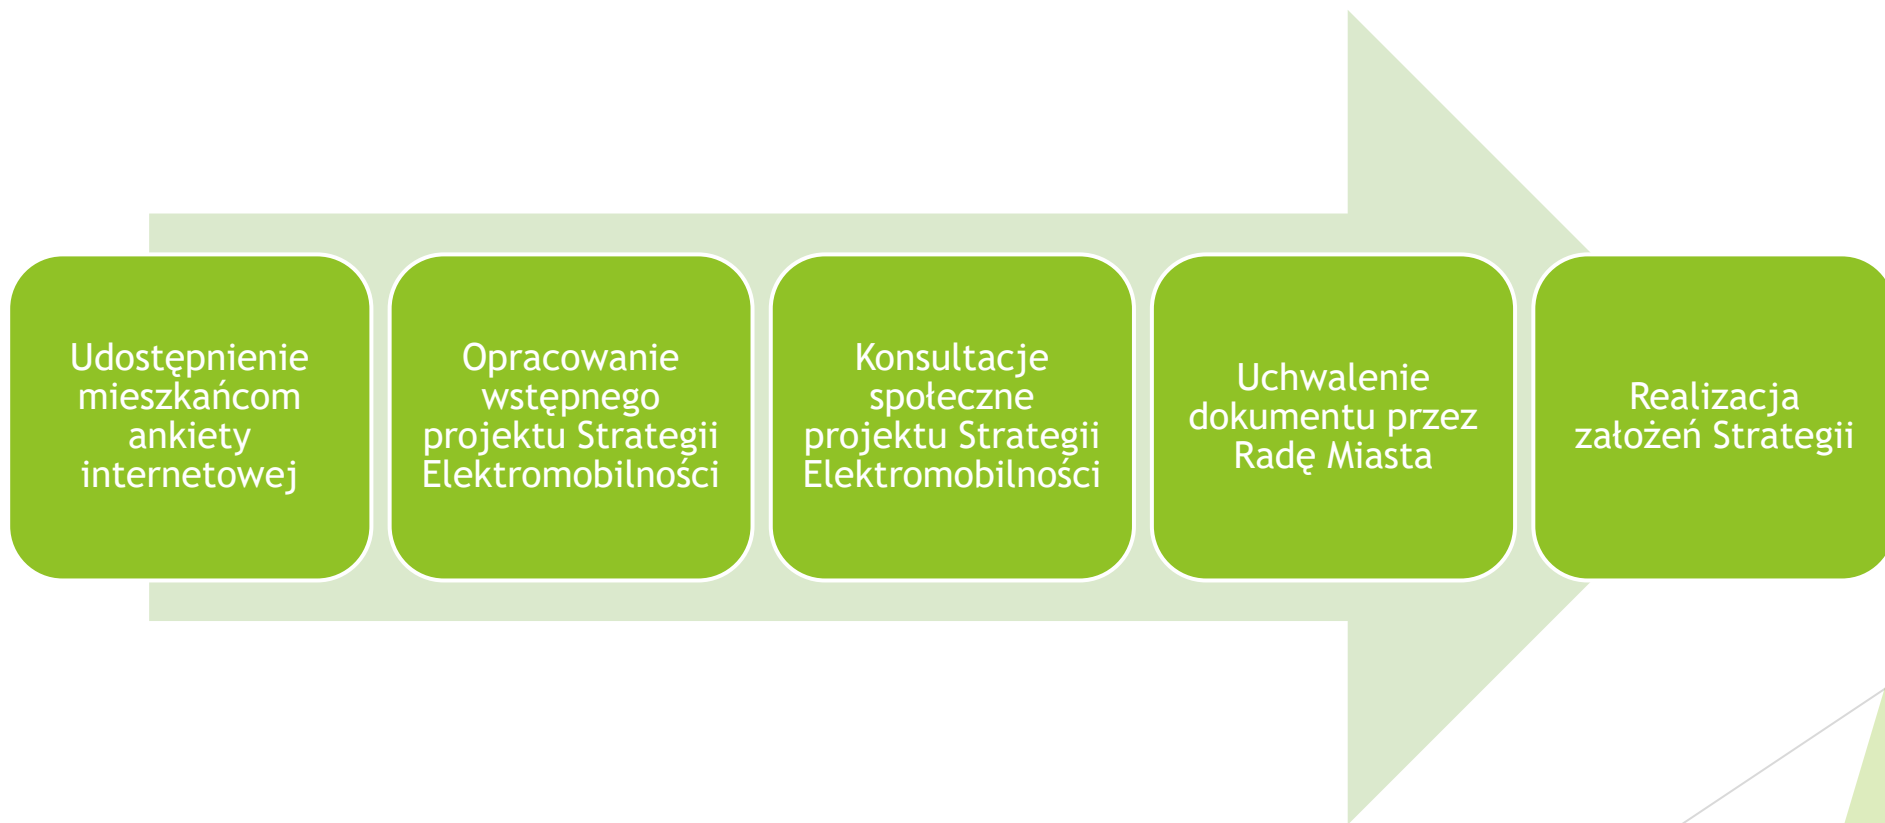 Udostępnienie
mieszkańcom
ankiety
internetowej
Opracowanie
wstępnego
projektu Strategii
Elektromobilności
Konsultacje
społeczne
projektu Strategii
Elektromobilności
Uchwalenie
dokumentu przez
Radę Miasta
Realizacja
założeń Strategii